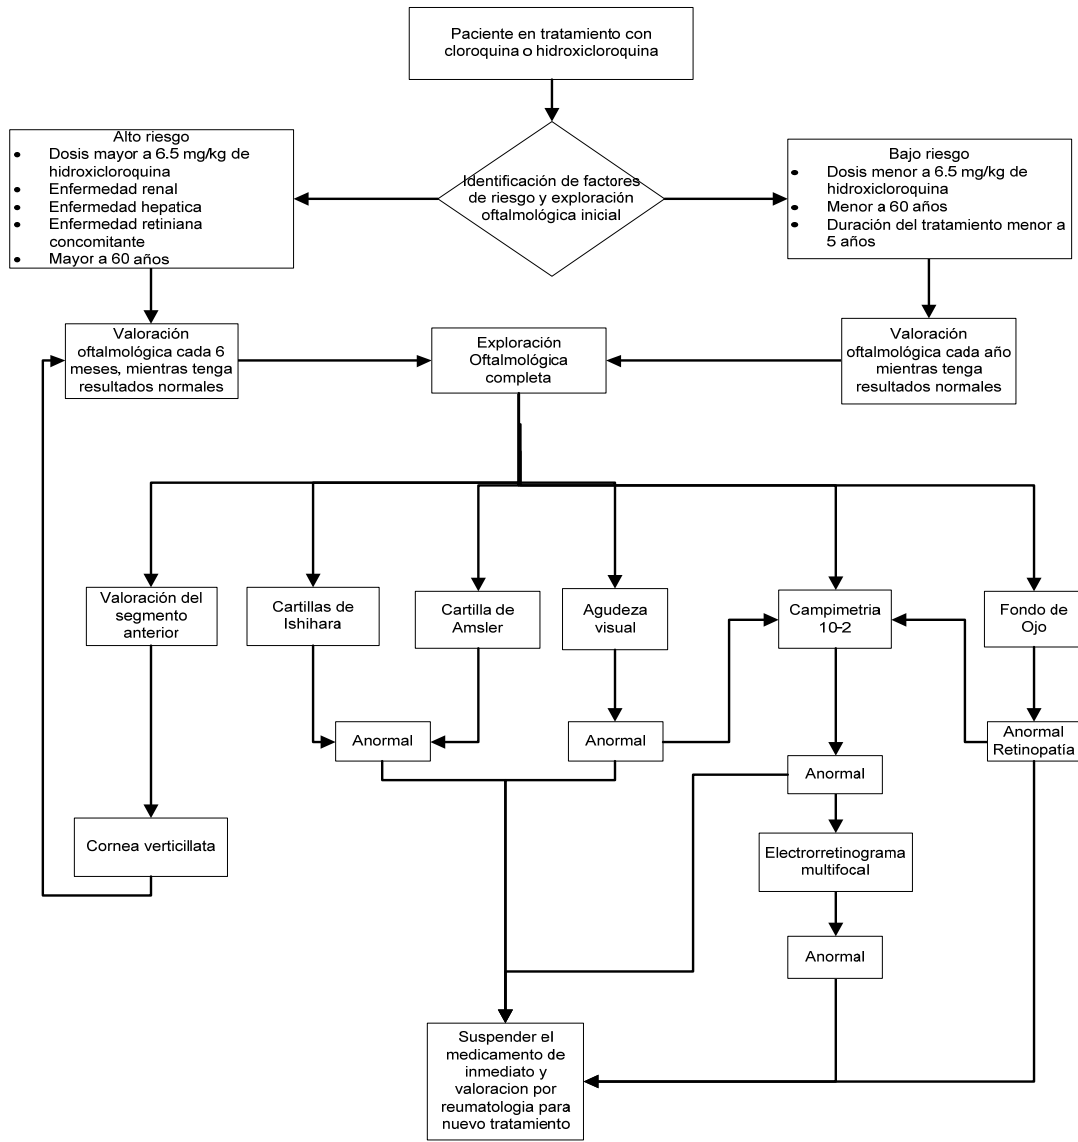 Paciente en tratamiento con
cloroquina o hidroxicloroquina
Identificación de factores
de riesgo y exploración
oftalmológica inicial
Alto riesgo
• Dosis mayor a 6.5 mg/kg de
hidroxicloroquina
• Enfermedad renal
• Enfermedad hepatica
• Enfermedad retiniana
concomitante
• Mayor a 60 años
Bajo riesgo
• Dosis menor a 6.5 mg/kg de
hidroxicloroquina
• Menor a 60 años
• Duración del tratamiento menor a
5 años
Valoración
oftalmológica cada 6
meses, mientras tenga
resultados normales
Exploración
Oftalmológica
completa
Valoración
oftalmológica cada año
mientras tenga
resultados normales
Valoración del
segmento
anterior
Cartillas de
Ishihara
Cartilla de
Amsler
Agudeza
visual
Campimetria
10-2
Fondo de
Ojo
Anormal
Anormal
Anormal
Retinopatía
Anormal
Cornea verticillata
Electrorretinograma
multifocal
Anormal
Suspender el
medicamento de
inmediato y
valoracion por
reumatologia para
nuevo tratamiento